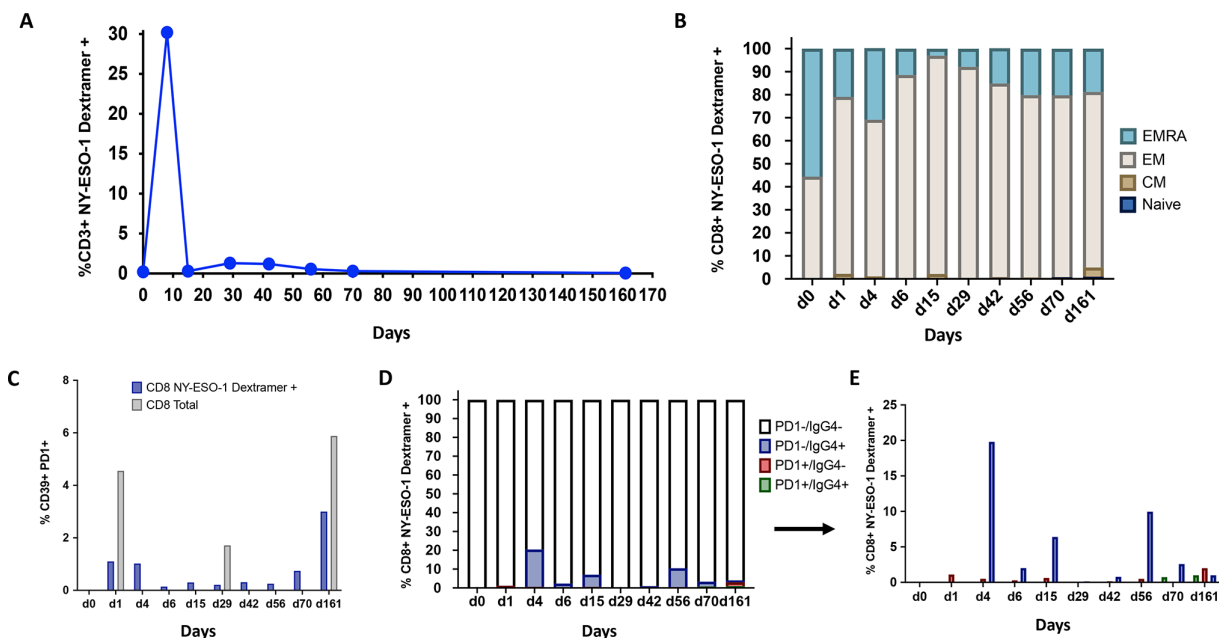 A
%CD3+ NY-ESO-1 Dextramer +
30
25
20
15
10
5
0
0 10 20 30 40 50 60 70 80 90 100 110 120 130 140 150 160 170
Days
B
% CD8+ NY-ESO-1 Dextramer +
100
90
80
70
60
50
40
30
20
10
0
d0 d1 d4 d6 d15 d29 d42 d56 d70 d161
Days
EMRA
EM
CM
Naive
C
% CD39+ PD1+
8
6
4
2
0
CD8 NY-ESO-1 Dextramer +
CD8 Total
d0 d1 d4 d6 d15 d29 d42 d56 d70 d161
Days
D
% CD8+ NY-ESO-1 Dextramer +
100
90
80
70
60
50
40
30
20
10
0
d0 d1 d4 d6 d15 d29 d42 d56 d70 d161
Days
PD1-/IgG4-
PD1-/IgG4+
PD1+/IgG4-
PD1+/IgG4+
E
% CD8+ NY-ESO-1 Dextramer +
25
20
15
10
5
0
d0 d1 d4 d6 d15 d29 d42 d56 d70 d161
Days